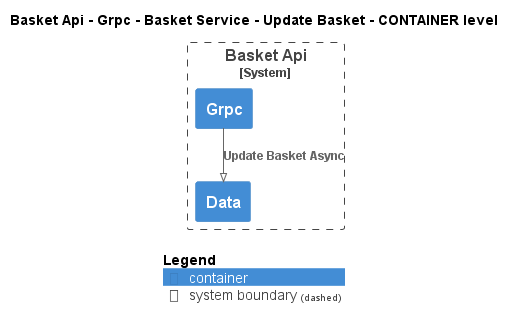 Basket Api - Grpc - Basket Service - Update Basket - CONTAINER level
Basket Api
[System]
Grpc
Update Basket Async
Data
Legend
container
system boundary (dashed)